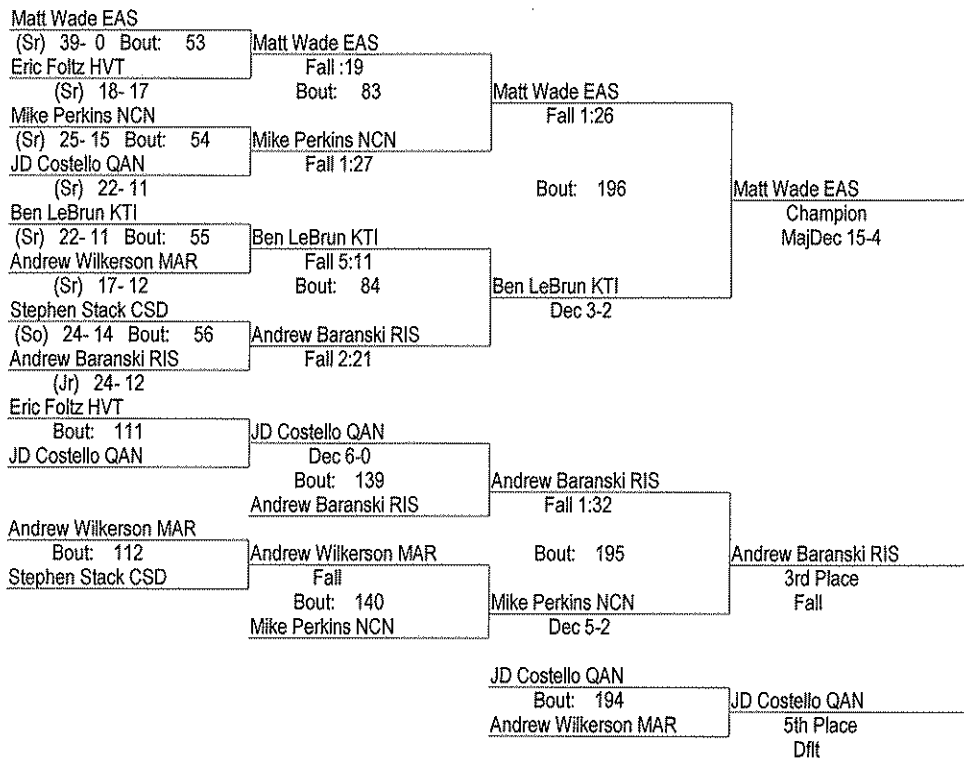 Matt Wade EAS
(Sr) 39- 0 Bout: 53
Eric Foltz HVT
(Sr) 18- 17
Mike Perkins NCN
(Sr) 25- 15 Bout: 54
JD Costello QAN
(Sr) 22- 11
Ben LeBrun KTI
(Sr) 22- 11 Bout: 55
Andrew Wilkerson MAR
(Sr) 17- 12
Stephen Stack CSD
(So) 24- 14 Bout: 56
Andrew Baranski RIS
(Jr) 24- 12
Matt Wade EAS
Fall :19
Bout: 83
Mike Perkins NCN
Fall 1:27
Ben LeBrun KTI
Fall 5:11
Bout: 84
Andrew Baranski RIS
Fall 2:21
Matt Wade EAS
Fall 1:26
Bout: 196
Ben LeBrun KTI
Dec 3-2
Matt Wade EAS
Champion
MajDec 15-4
Eric Foltz HVT
Bout: 111
JD Costello QAN
Andrew Wilkerson MAR
Bout: 112
Stephen Stack CSD
JD Costello QAN
Dec 6-0
Bout: 139
Andrew Baranski RIS
Andrew Wilkerson MAR
Fall
Bout: 140
Mike Perkins NCN
Andrew Baranski RIS
Fall 1:32
Bout: 195
Mike Perkins NCN
Dec 5-2
Andrew Baranski RIS
3rd Place
Fall
JD Costello QAN
Bout: 194
Andrew Wilkerson MAR
JD Costello QAN
5th Place
Dflt